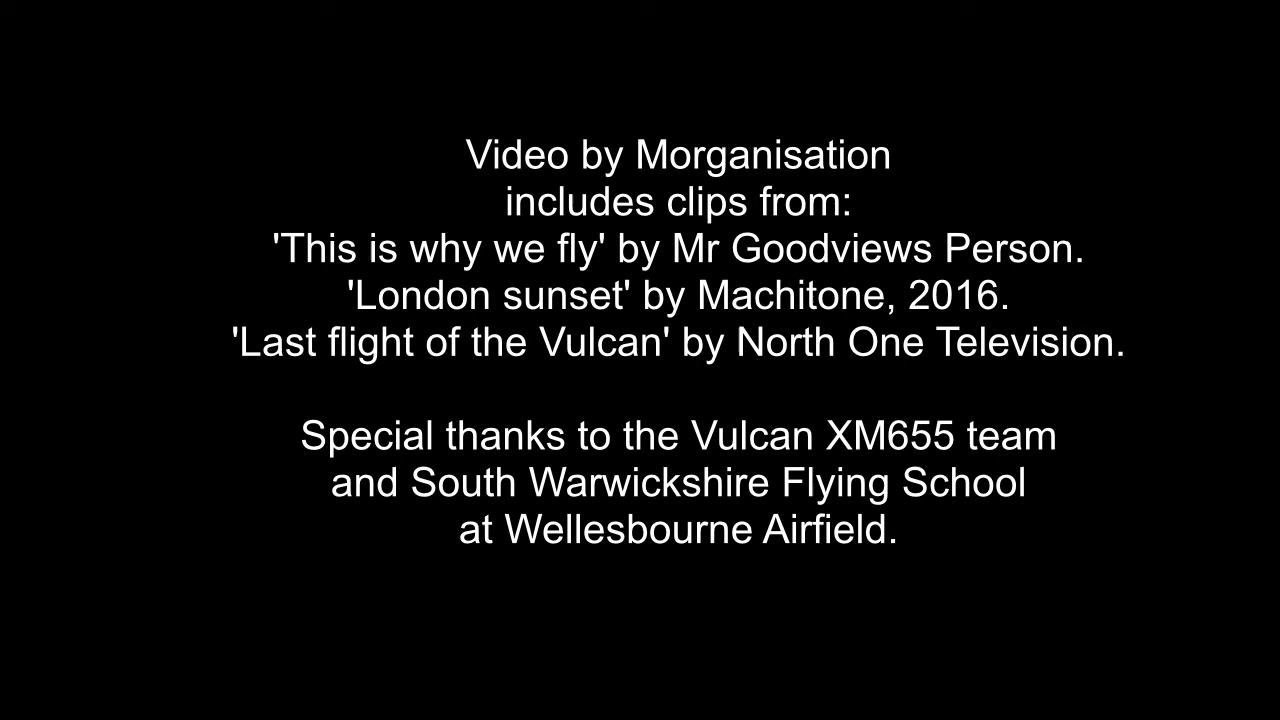 Video by Morganisation
includes clips from:
'This is why we fly' by Mr Goodviews Person.
'London sunset' by Machitone, 2016.
'Last flight of the Vulcan' by North One Television.
Special thanks to the Vulcan XM655 team
and South Warwickshire Flying School
at Wellesbourne Airfield.